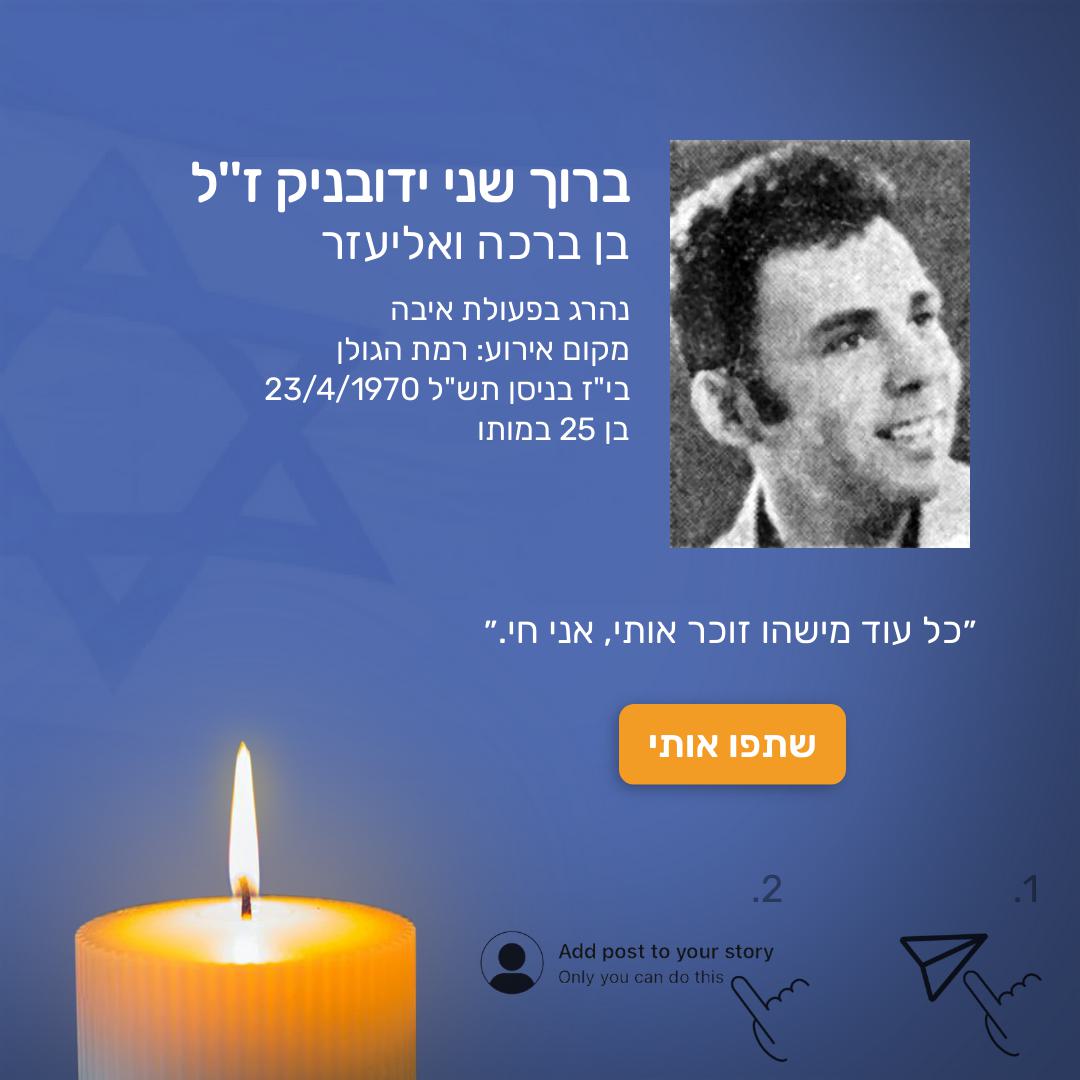 ברוך שני ידובניק ז"ל
בן ברכה ואליעזר
נהרג בפעולת איבה
מקום אירוע: רמת הגולן
בי"ז בניסן תש"ל 23/4/1970
בן 25 במותו
״כל עוד מישהו זוכר אותי, אני חי.״
שתפו אותי
1.
2.
Add post to your story
Only you can do this